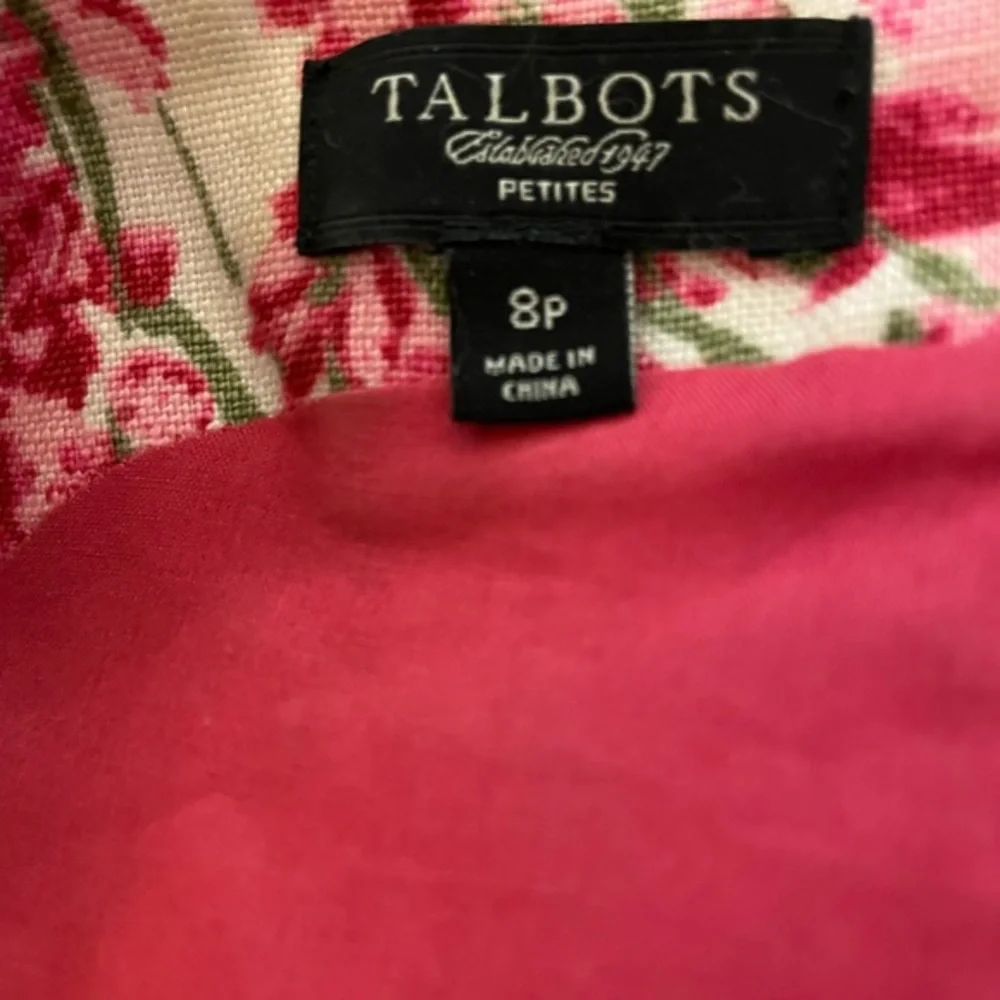 TALBOTS
Established 1947
PETITES
8P
MADE IN
CHINA